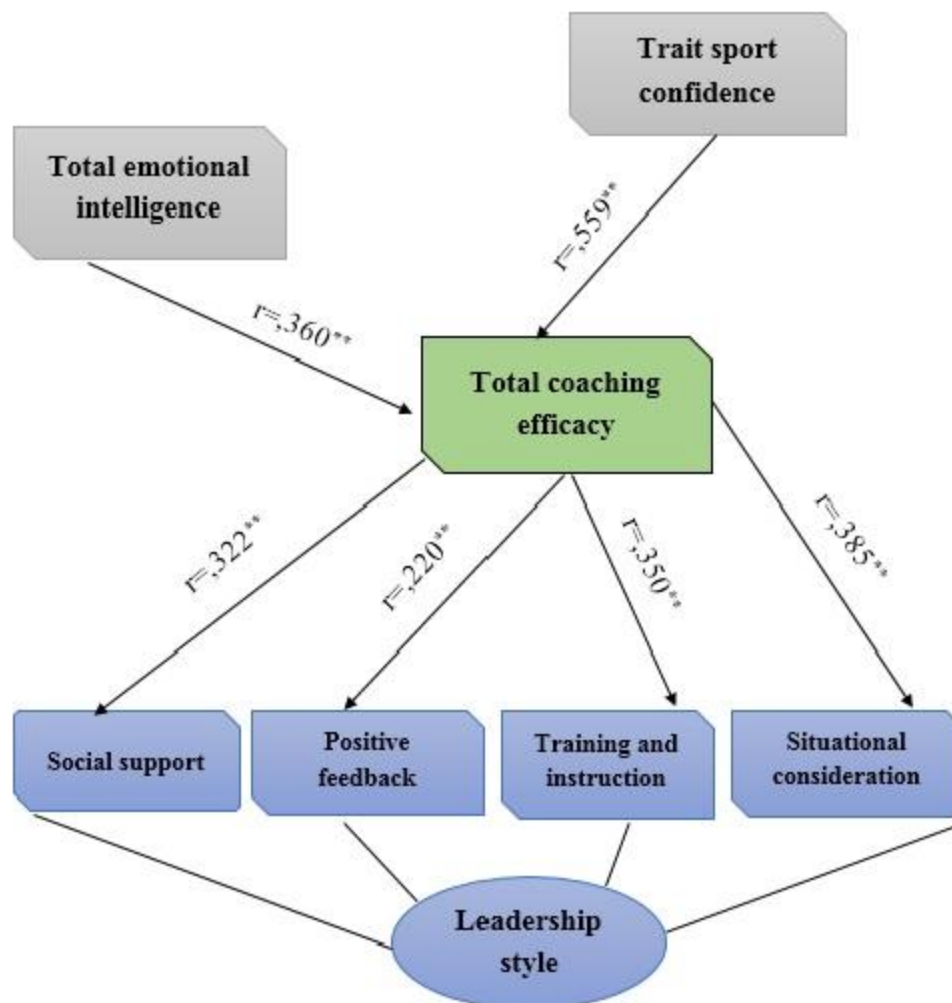 Trait sport
confidence
Total emotional
intelligence
r=,559**
r=,360**
Total coaching
efficacy
r=,322**
r=,220**
r=,350**
r=,385**
Social support
Positive
feedback
Training and
instruction
Situational
consideration
Leadership
style